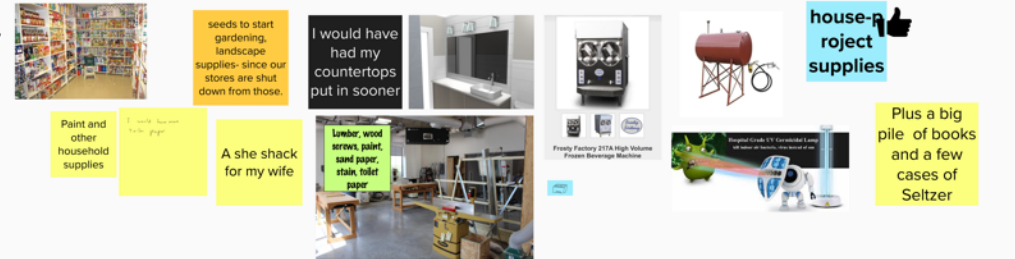 seeds to start
gardening,
landscape
supplies- since our
stores are shut
down from those.
I would have
had my
countertops
put in sooner
Frosty Factory 217A High Volume
Frozen Beverage Machine
house-p
roject
supplies
Paint and
other
household
supplies
A she shack
for my wife
Lumber, wood
screws, paint,
sand paper,
stain, toilet
paper
Hospital Grade UV Germicidal Lamp
Plus a big
pile of books
and a few
cases of
Seltzer